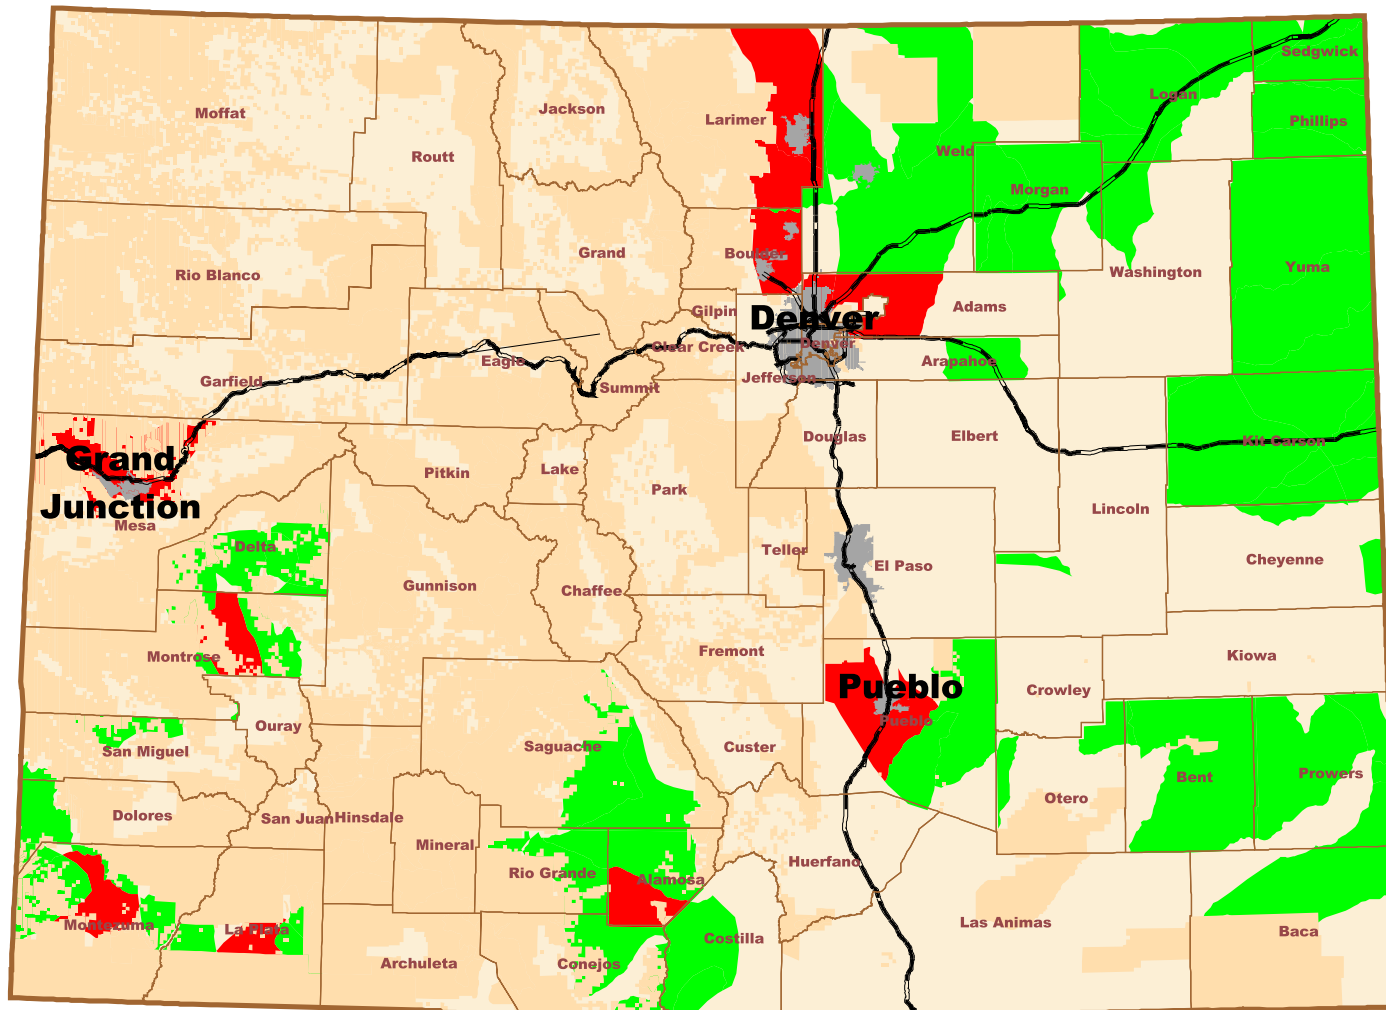 Sedgwick
Logan
Moffat
Jackson
Larimer
Phillips
Routt
Weld
Morgan
Grand
Boulder
Rio Blanco
Washington
Yuma
Gilpin
Adams
Denver
Clear Creek
Denver
Eagle
Arapahoe
Garfield
Jefferson
Summit
Douglas
Elbert
Kit Carson
Grand
Junction
Mesa
Pitkin
Lake
Park
Lincoln
Delta
Teller
El Paso
Cheyenne
Gunnison
Chaffee
Montrose
Fremont
Kiowa
Pueblo
Pueblo
Crowley
Ouray
San Miguel
Saguache
Custer
Bent
Prowers
Otero
Dolores
San Juan
Hinsdale
Mineral
Rio Grande
Alamosa
Huerfano
Montezuma
La Plata
Costilla
Las Animas
Baca
Archuleta
Conejos